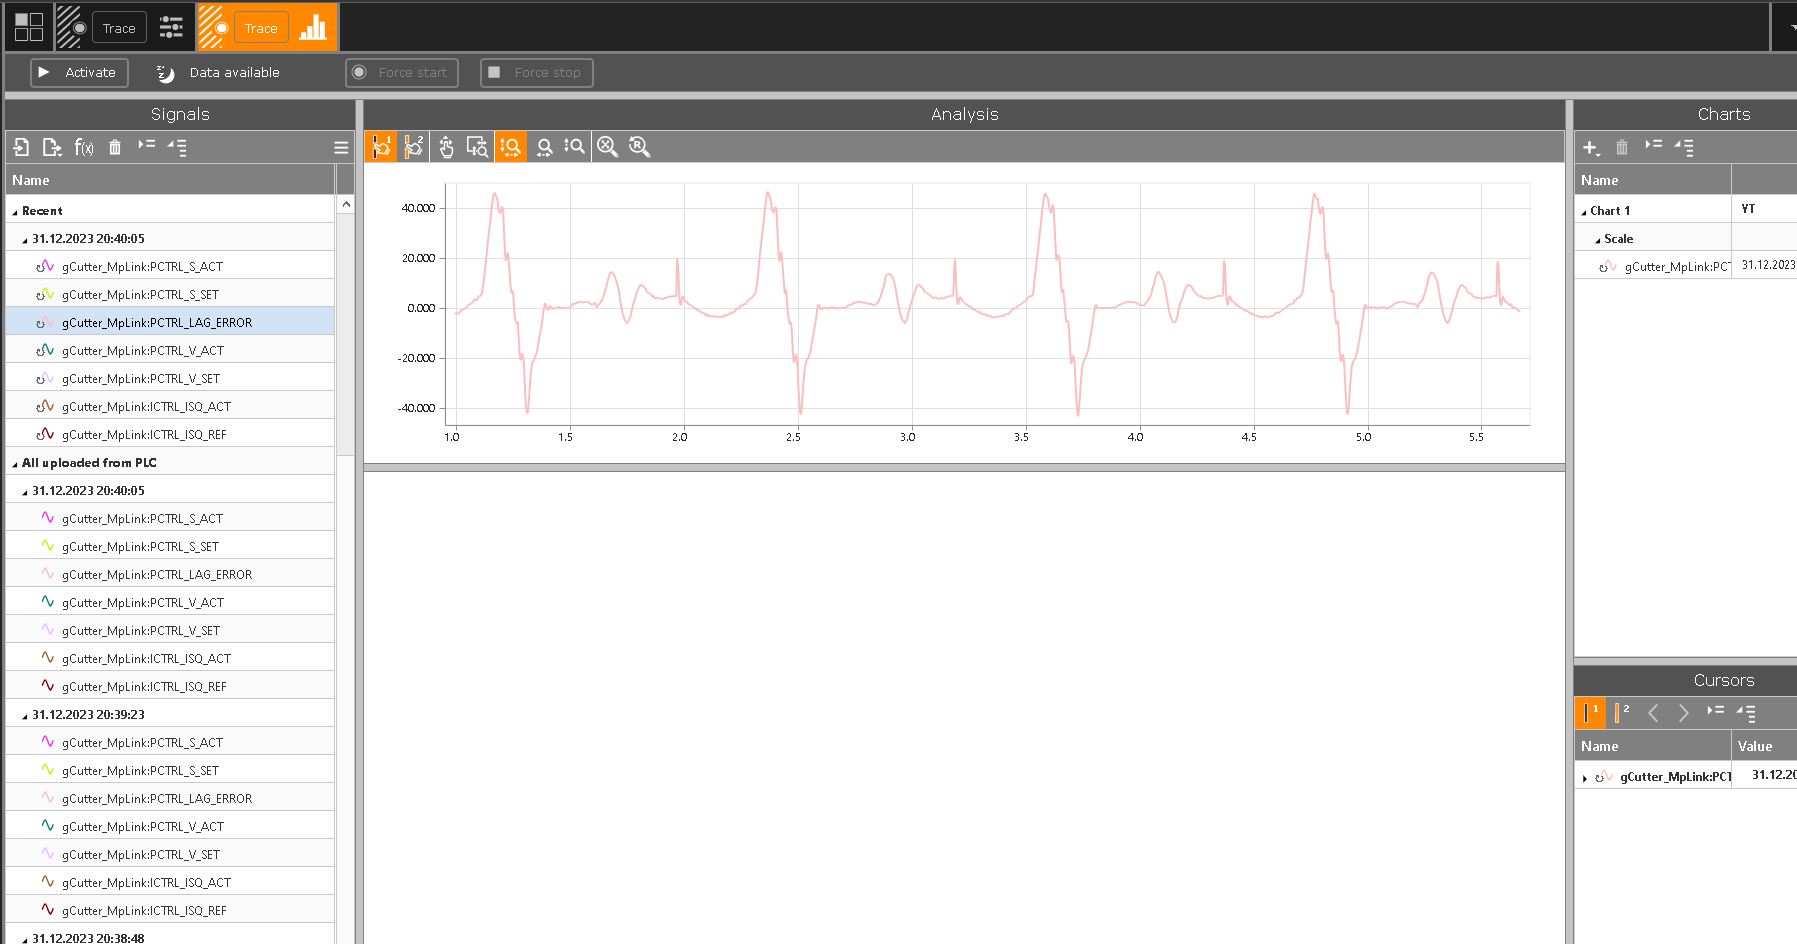 Trace
Trace
Activate
Data available
Force start
Force stop
Signals
Name
Recent
31.12.2023 20:40:05
gCutter_MpLink:PCTRL_S_ACT
gCutter_MpLink:PCTRL_S_SET
gCutter_MpLink:PCTRL_LAG_ERROR
gCutter_MpLink:PCTRL_V_ACT
gCutter_MpLink:PCTRL_V_SET
gCutter_MpLink:ICTRL_ISQ_ACT
gCutter_MpLink:ICTRL_ISQ_REF
All uploaded from PLC
31.12.2023 20:40:05
gCutter_MpLink:PCTRL_S_ACT
gCutter_MpLink:PCTRL_S_SET
gCutter_MpLink:PCTRL_LAG_ERROR
gCutter_MpLink:PCTRL_V_ACT
gCutter_MpLink:PCTRL_V_SET
gCutter_MpLink:ICTRL_ISQ_ACT
gCutter_MpLink:ICTRL_ISQ_REF
31.12.2023 20:39:23
gCutter_MpLink:PCTRL_S_ACT
gCutter_MpLink:PCTRL_S_SET
gCutter_MpLink:PCTRL_LAG_ERROR
gCutter_MpLink:PCTRL_V_ACT
gCutter_MpLink:PCTRL_V_SET
gCutter_MpLink:ICTRL_ISQ_ACT
gCutter_MpLink:ICTRL_ISQ_REF
31.12.2023 20:38:48
Analysis
1 2
40.000
20.000
0.000
-20.000
-40.000
1.0 1.5 2.0 2.5 3.0 3.5 4.0 4.5 5.0 5.5
Charts
Name
Chart 1 YT
Scale
gCutter_MpLink:PCT 31.12.2023
Cursors
1 2
Name Value
gCutter_MpLink:PCT 31.12.20